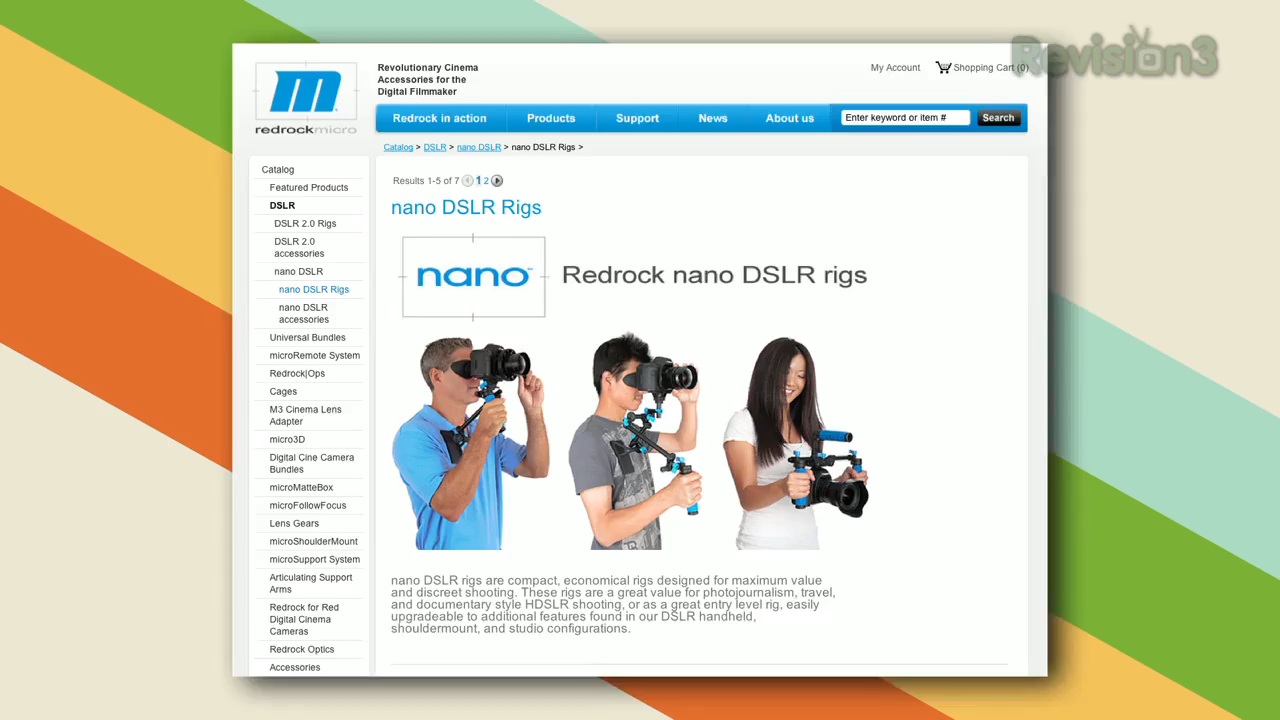 Revision3
Revolutionary Cinema
Accessories for the
Digital Filmmaker
My Account
Shopping Cart (0)
m
redrockmicro
Redrock in action
Products
Support
News
About us
Enter keyword or item #
Search
Catalog > DSLR > nano DSLR > nano DSLR Rigs >
Catalog
Featured Products
DSLR
DSLR 2.0 Rigs
DSLR 2.0
accessories
nano DSLR
nano DSLR Rigs
nano DSLR
accessories
Universal Bundles
microRemote System
Redrock|Ops
Cages
M3 Cinema Lens
Adapter
micro3D
Digital Cine Camera
Bundles
microMatteBox
microFollowFocus
Lens Gears
microShoulderMount
microSupport System
Articulating Support
Arms
Redrock for Red
Digital Cinema
Cameras
Redrock Optics
Accessories
Results 1-5 of 7 1 2
nano DSLR Rigs
nano™
Redrock nano DSLR rigs
nano DSLR rigs are compact, economical rigs designed for maximum value
and discreet shooting. These rigs are a great value for photojournalism, travel,
and documentary style HDSLR shooting, or as a great entry level rig, easily
upgradeable to additional features found in our DSLR handheld,
shouldermount, and studio configurations.